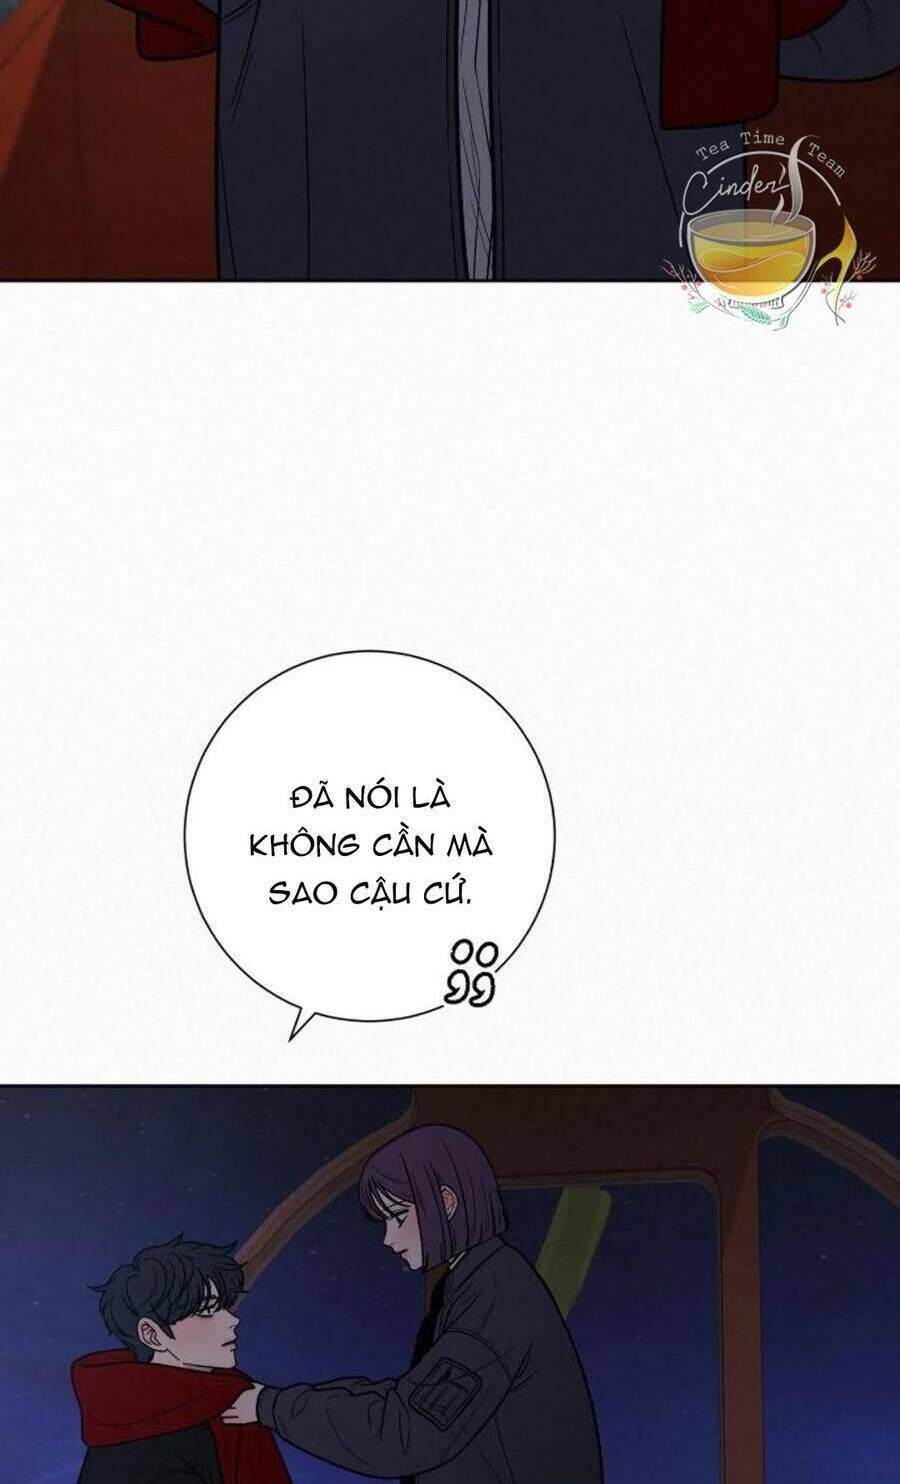 Tea Time Team
Cinder's
ĐÃ NÓI LÀ
KHÔNG CẦN MÀ
SAO CẬU CỨ.